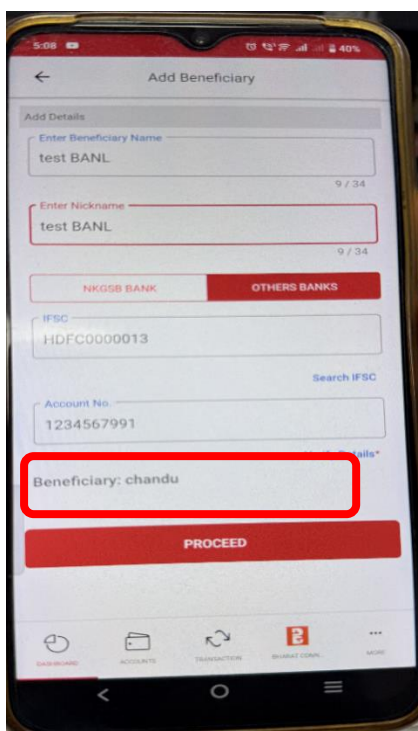 5:08
40%
Add Beneficiary
Add Details
Enter Beneficiary Name
test BANL
9 / 34
Enter Nickname
test BANL
9 / 34
NKGSB BANK
OTHERS BANKS
IFSC
HDFC0000013
Search IFSC
Account No.
1234567991
Details*
Beneficiary: chandu
PROCEED
DASHBOARD
ACCOUNTS
TRANSACTION
BHARAT
MORE